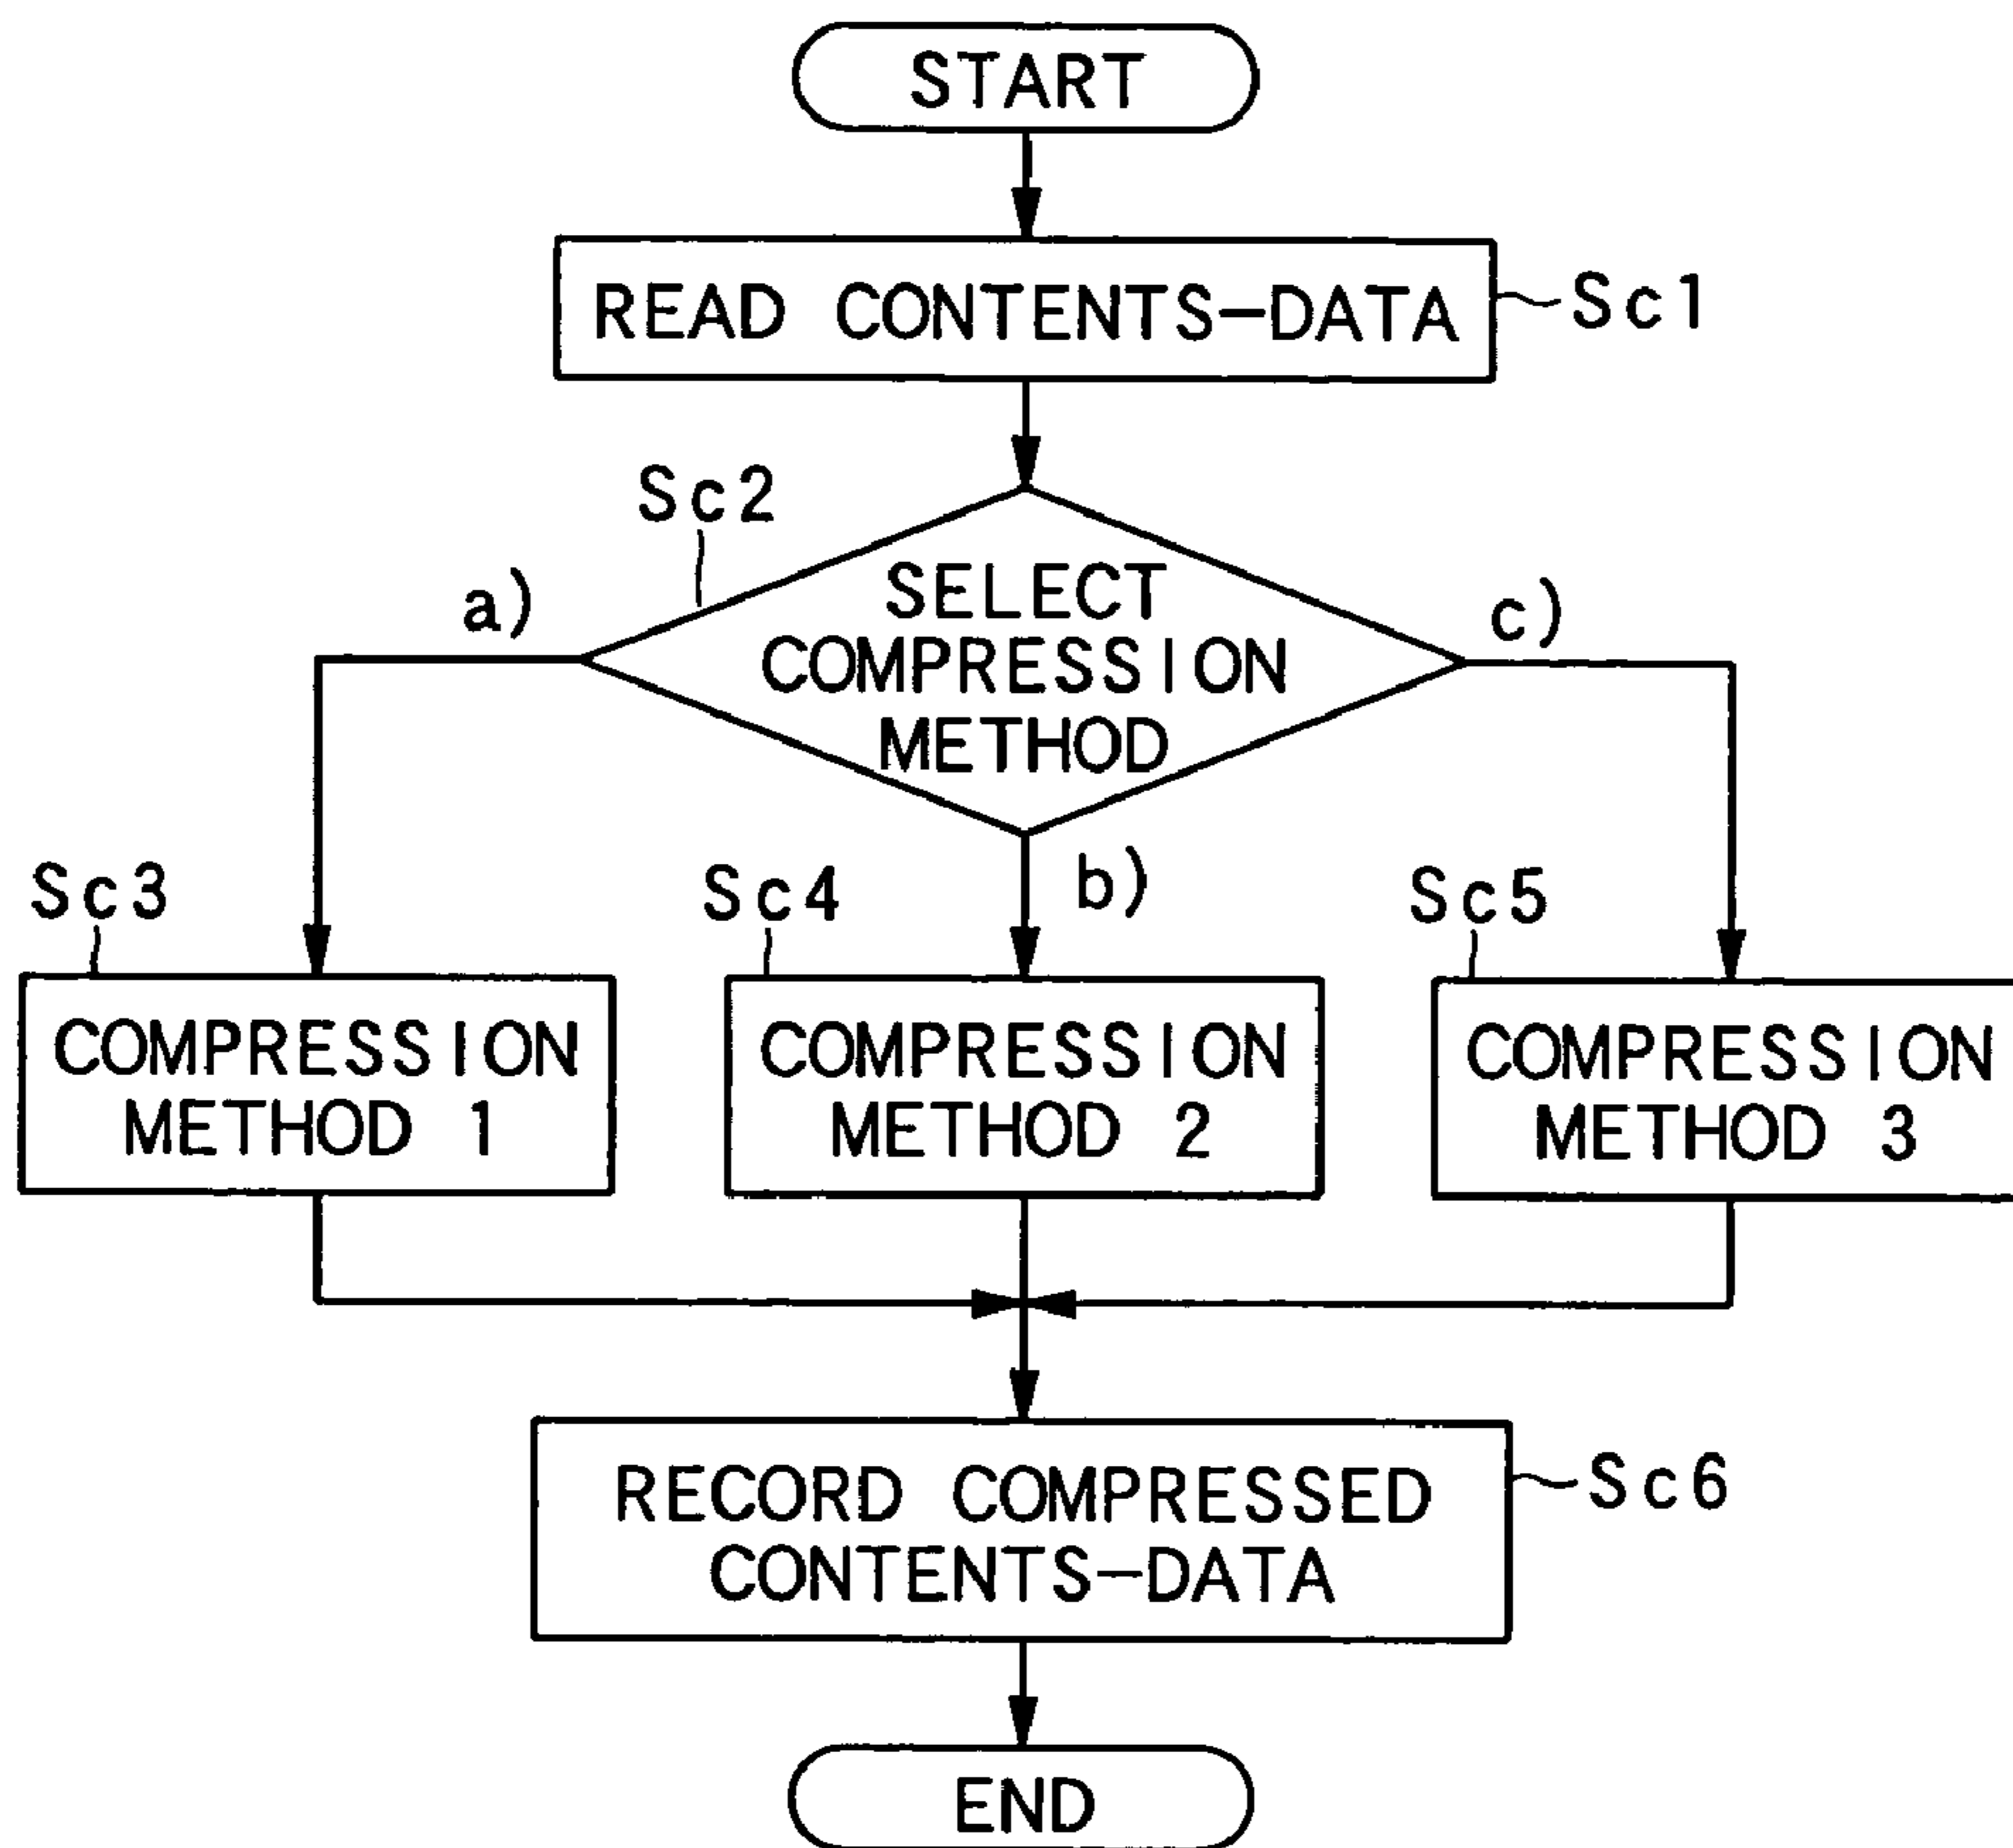 START
READ CONTENTS-DATA
Sc1
Sc2
SELECT
COMPRESSION
METHOD
a)
c)
b)
Sc3
Sc4
Sc5
COMPRESSION
METHOD 1
COMPRESSION
METHOD 2
COMPRESSION
METHOD 3
RECORD COMPRESSED
CONTENTS-DATA
Sc6
END